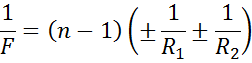 1/F = (n − 1) (± 1/R₁ ± 1/R₂)